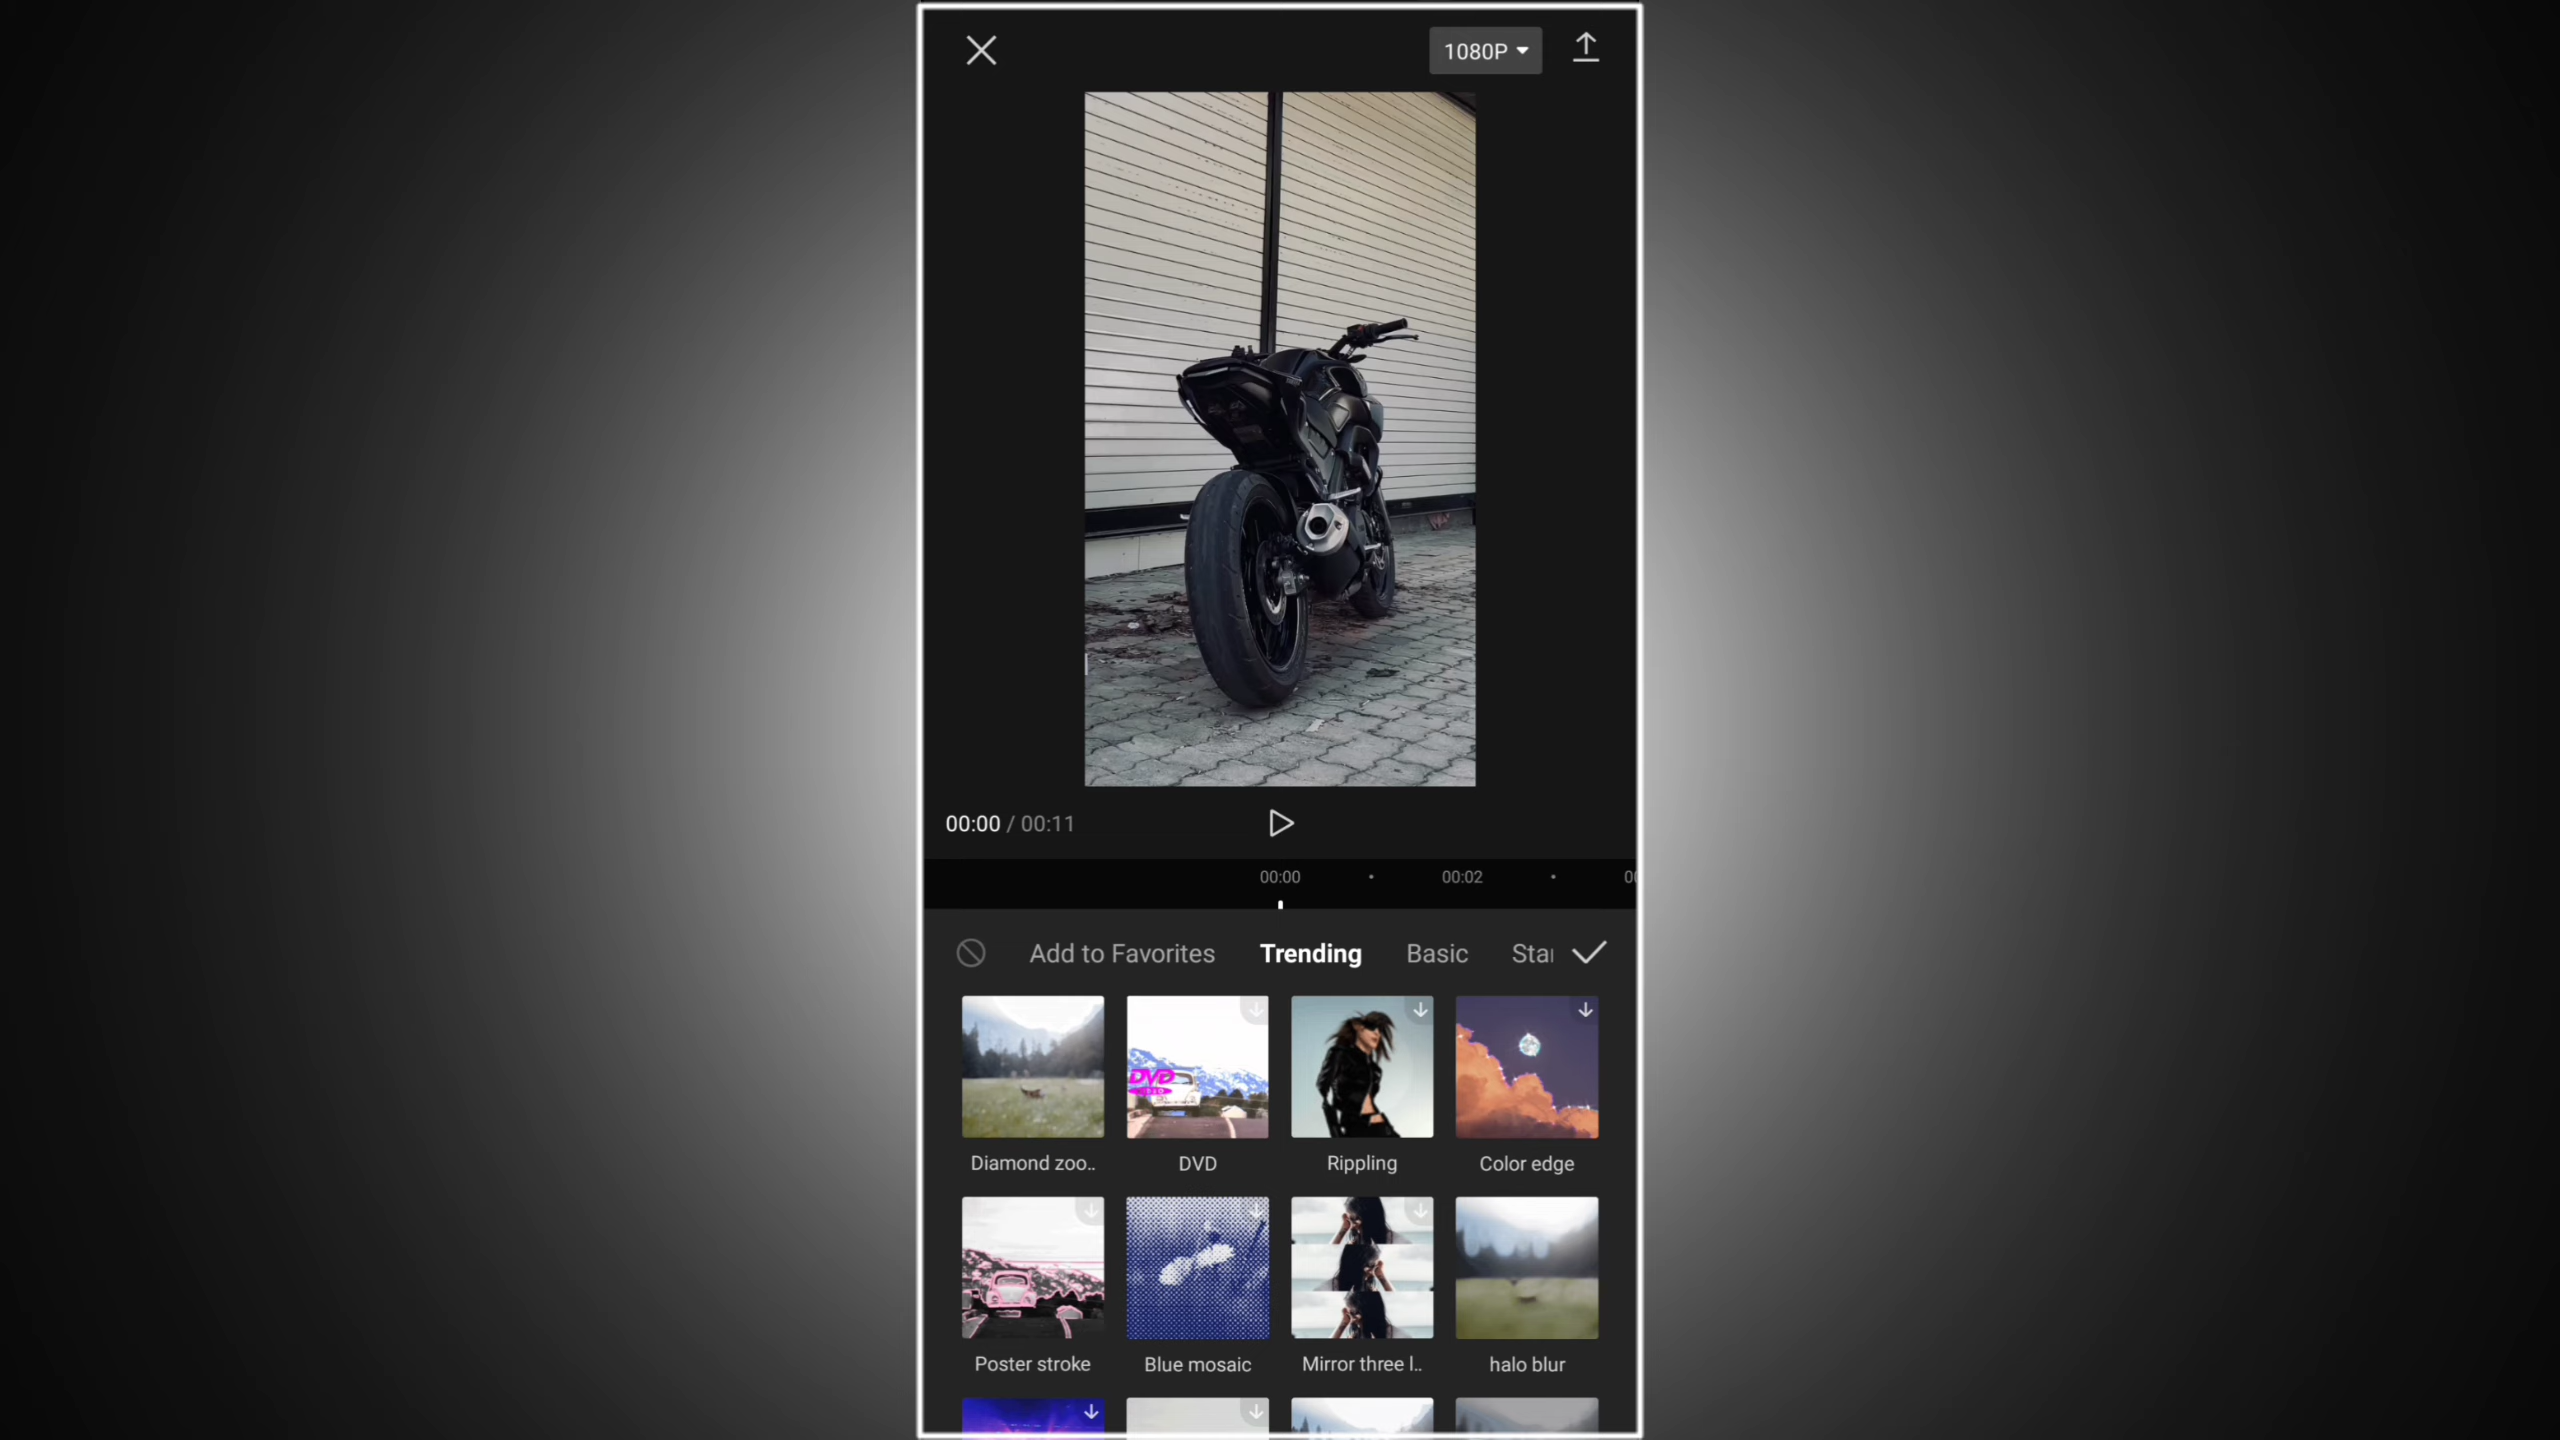 1080P
00:00 / 00:11
00:00
00:02
Add to Favorites
Trending
Basic
DVD
Diamond zoo..
DVD
Rippling
Color edge
Poster stroke
Blue mosaic
Mirror three l..
halo blur